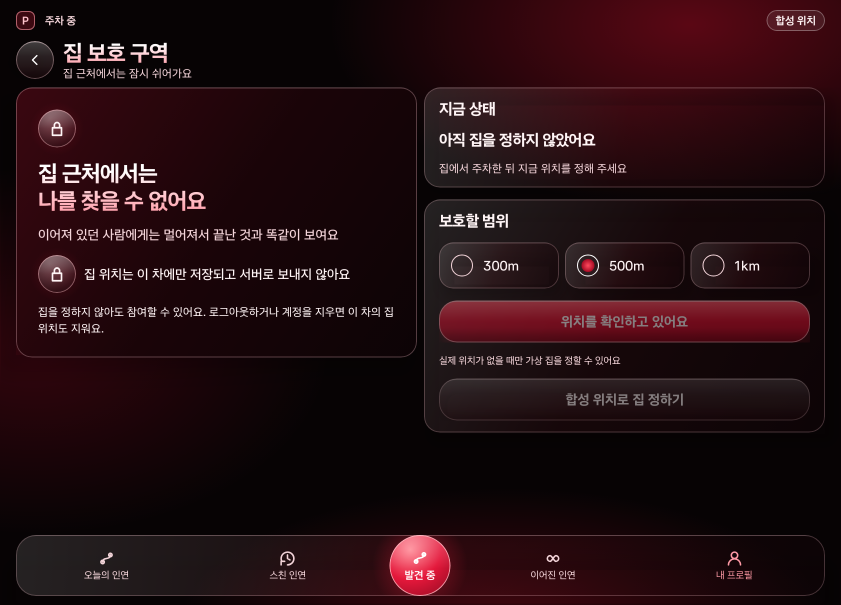 P 주차 중
합성 위치
집 보호 구역
집 근처에서는 잠시 쉬어가요
집 근처에서는
나를 찾을 수 없어요
이어져 있던 사람에게는 멀어져서 끝난 것과 똑같이 보여요
집 위치는 이 차에만 저장되고 서버로 보내지 않아요
집을 정하지 않아도 참여할 수 있어요. 로그아웃하거나 계정을 지우면 이 차의 집
위치도 지워요.
지금 상태
아직 집을 정하지 않았어요
집에서 주차한 뒤 지금 위치를 정해 주세요
보호할 범위
300m
500m
1km
위치를 확인하고 있어요
실제 위치가 없을 때만 가상 집을 정할 수 있어요
합성 위치로 집 정하기
오늘의 인연
스친 인연
발견 중
이어진 인연
내 프로필